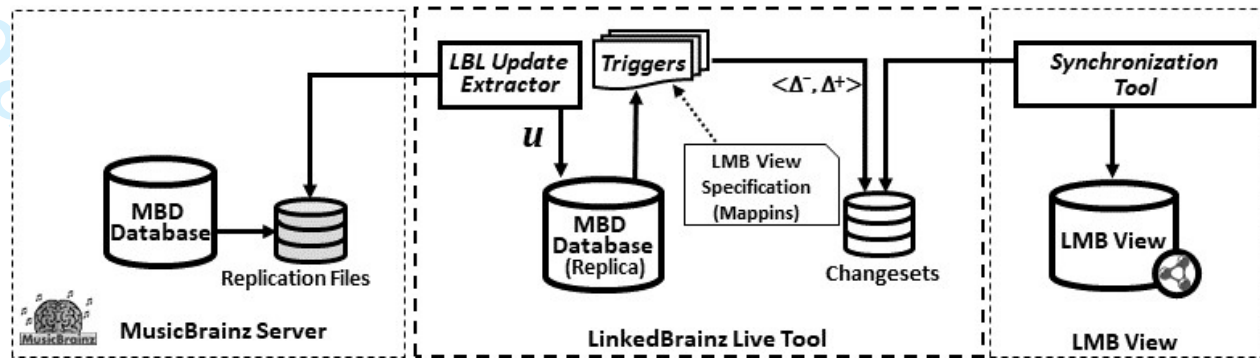 MBD
Database
Replication Files
MusicBrainz
MusicBrainz Server
LBL Update
Extractor
Triggers
<Δ⁻, Δ⁺>
u
LMB View
Specification
(Mappins)
MBD
Database
(Replica)
Changesets
LinkedBrainz Live Tool
Synchronization
Tool
LMB View
LMB View